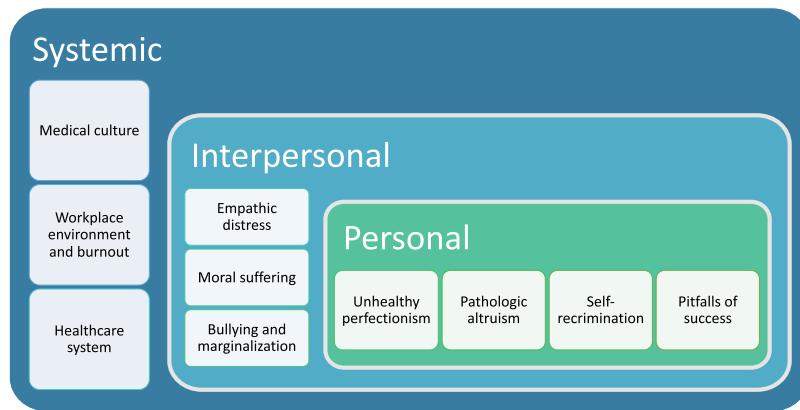 Systemic
Medical culture
Workplace
environment
and burnout
Healthcare
system
Interpersonal
Empathic
distress
Moral suffering
Bullying and
marginalization
Personal
Unhealthy
perfectionism
Pathologic
altruism
Self-
recrimination
Pitfalls of
success